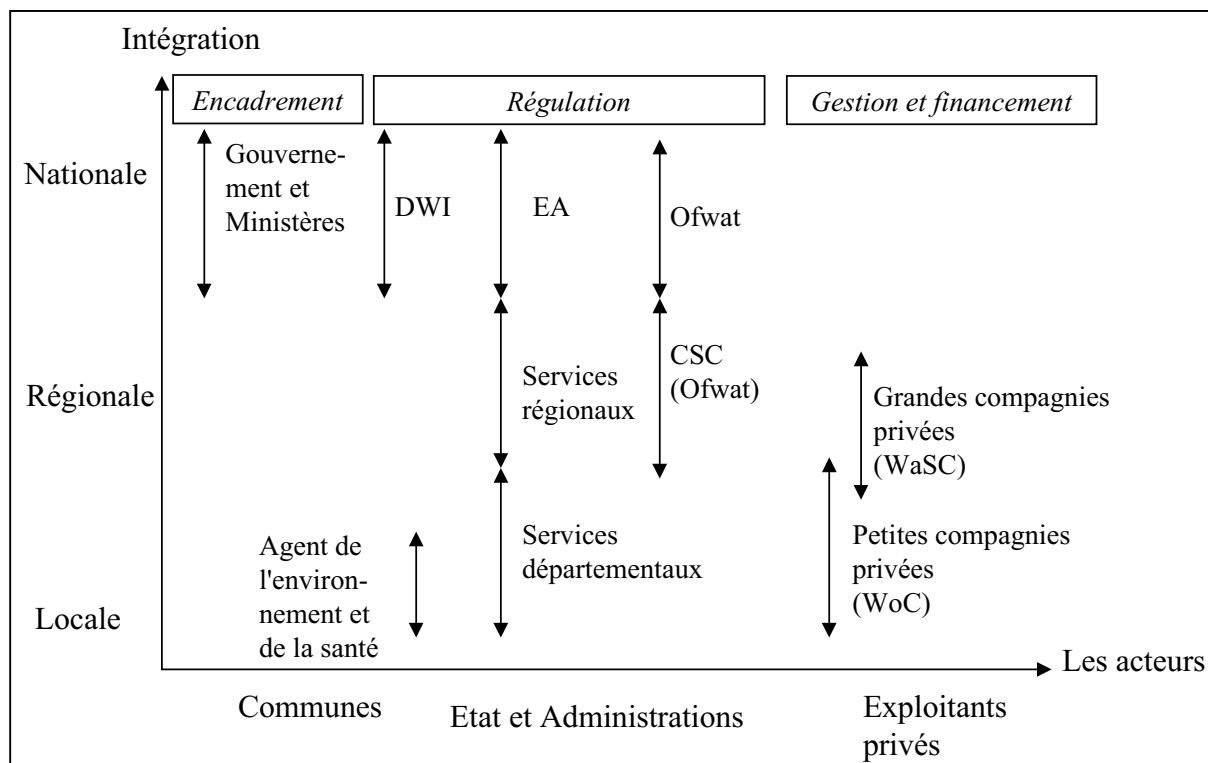 Intégration
Encadrement
Régulation
Gestion et financement
Nationale
Gouverne-
ment et
Ministères
DWI
EA
Ofwat
Régionale
Services
régionaux
CSC
(Ofwat)
Grandes compagnies
privées
(WaSC)
Locale
Agent de
l'environ-
nement et
de la santé
Services
départementaux
Petites compagnies
privées
(WoC)
Les acteurs
Communes
Etat et Administrations
Exploitants
privés